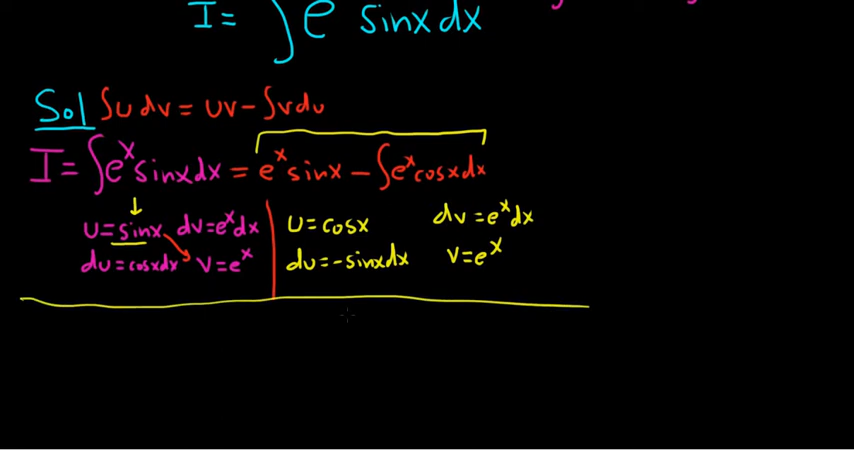 I = ∫ e sinx dx
Sol ∫u dv = uv - ∫v du
I = ∫e^x sinx dx = e^x sinx - ∫e^x cosx dx
u = sinx dv = e^x dx u = cosx dv = e^x dx
du = cosx dx v = e^x du = -sinx dx v = e^x